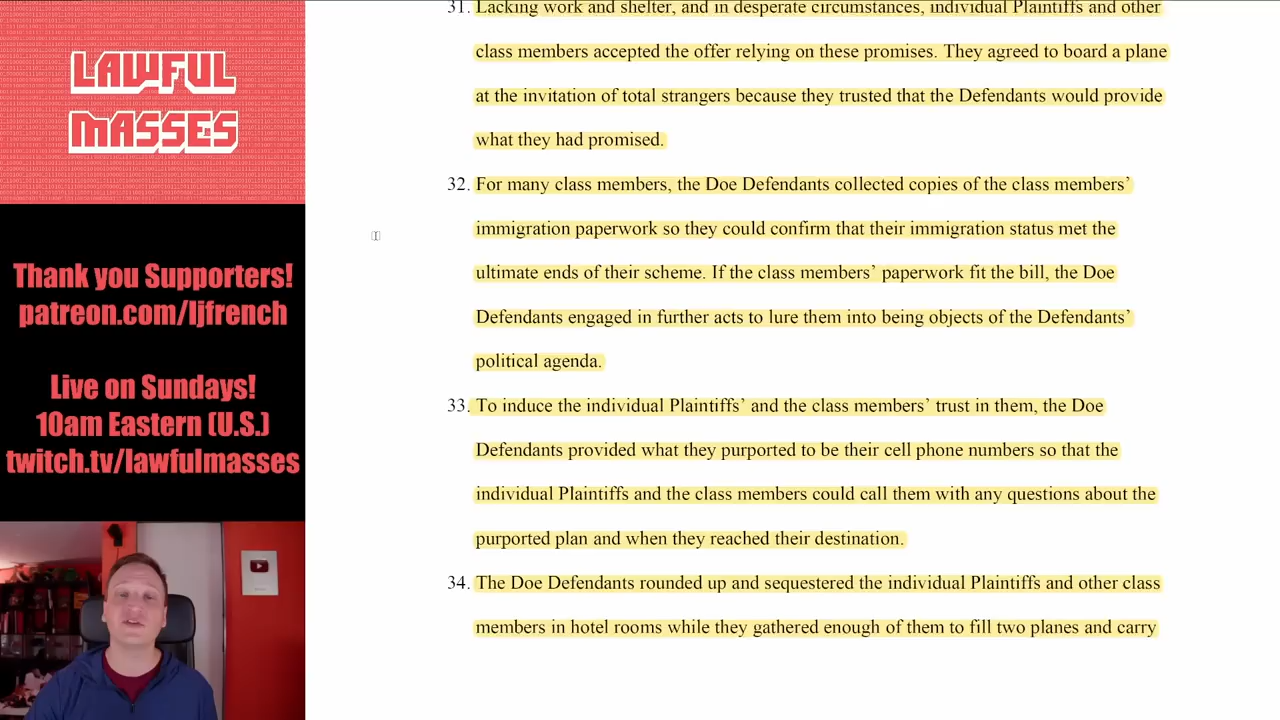 LAWFUL
MASSES
Thank you Supporters!
patreon.com/ljfrench
Live on Sundays!
10am Eastern (U.S.)
twitch.tv/lawfulmasses
31. Lacking work and shelter, and in desperate circumstances, individual Plaintiffs and other
class members accepted the offer relying on these promises. They agreed to board a plane
at the invitation of total strangers because they trusted that the Defendants would provide
what they had promised.
32. For many class members, the Doe Defendants collected copies of the class members’
immigration paperwork so they could confirm that their immigration status met the
ultimate ends of their scheme. If the class members’ paperwork fit the bill, the Doe
Defendants engaged in further acts to lure them into being objects of the Defendants’
political agenda.
33. To induce the individual Plaintiffs’ and the class members’ trust in them, the Doe
Defendants provided what they purported to be their cell phone numbers so that the
individual Plaintiffs and the class members could call them with any questions about the
purported plan and when they reached their destination.
34. The Doe Defendants rounded up and sequestered the individual Plaintiffs and other class
members in hotel rooms while they gathered enough of them to fill two planes and carry